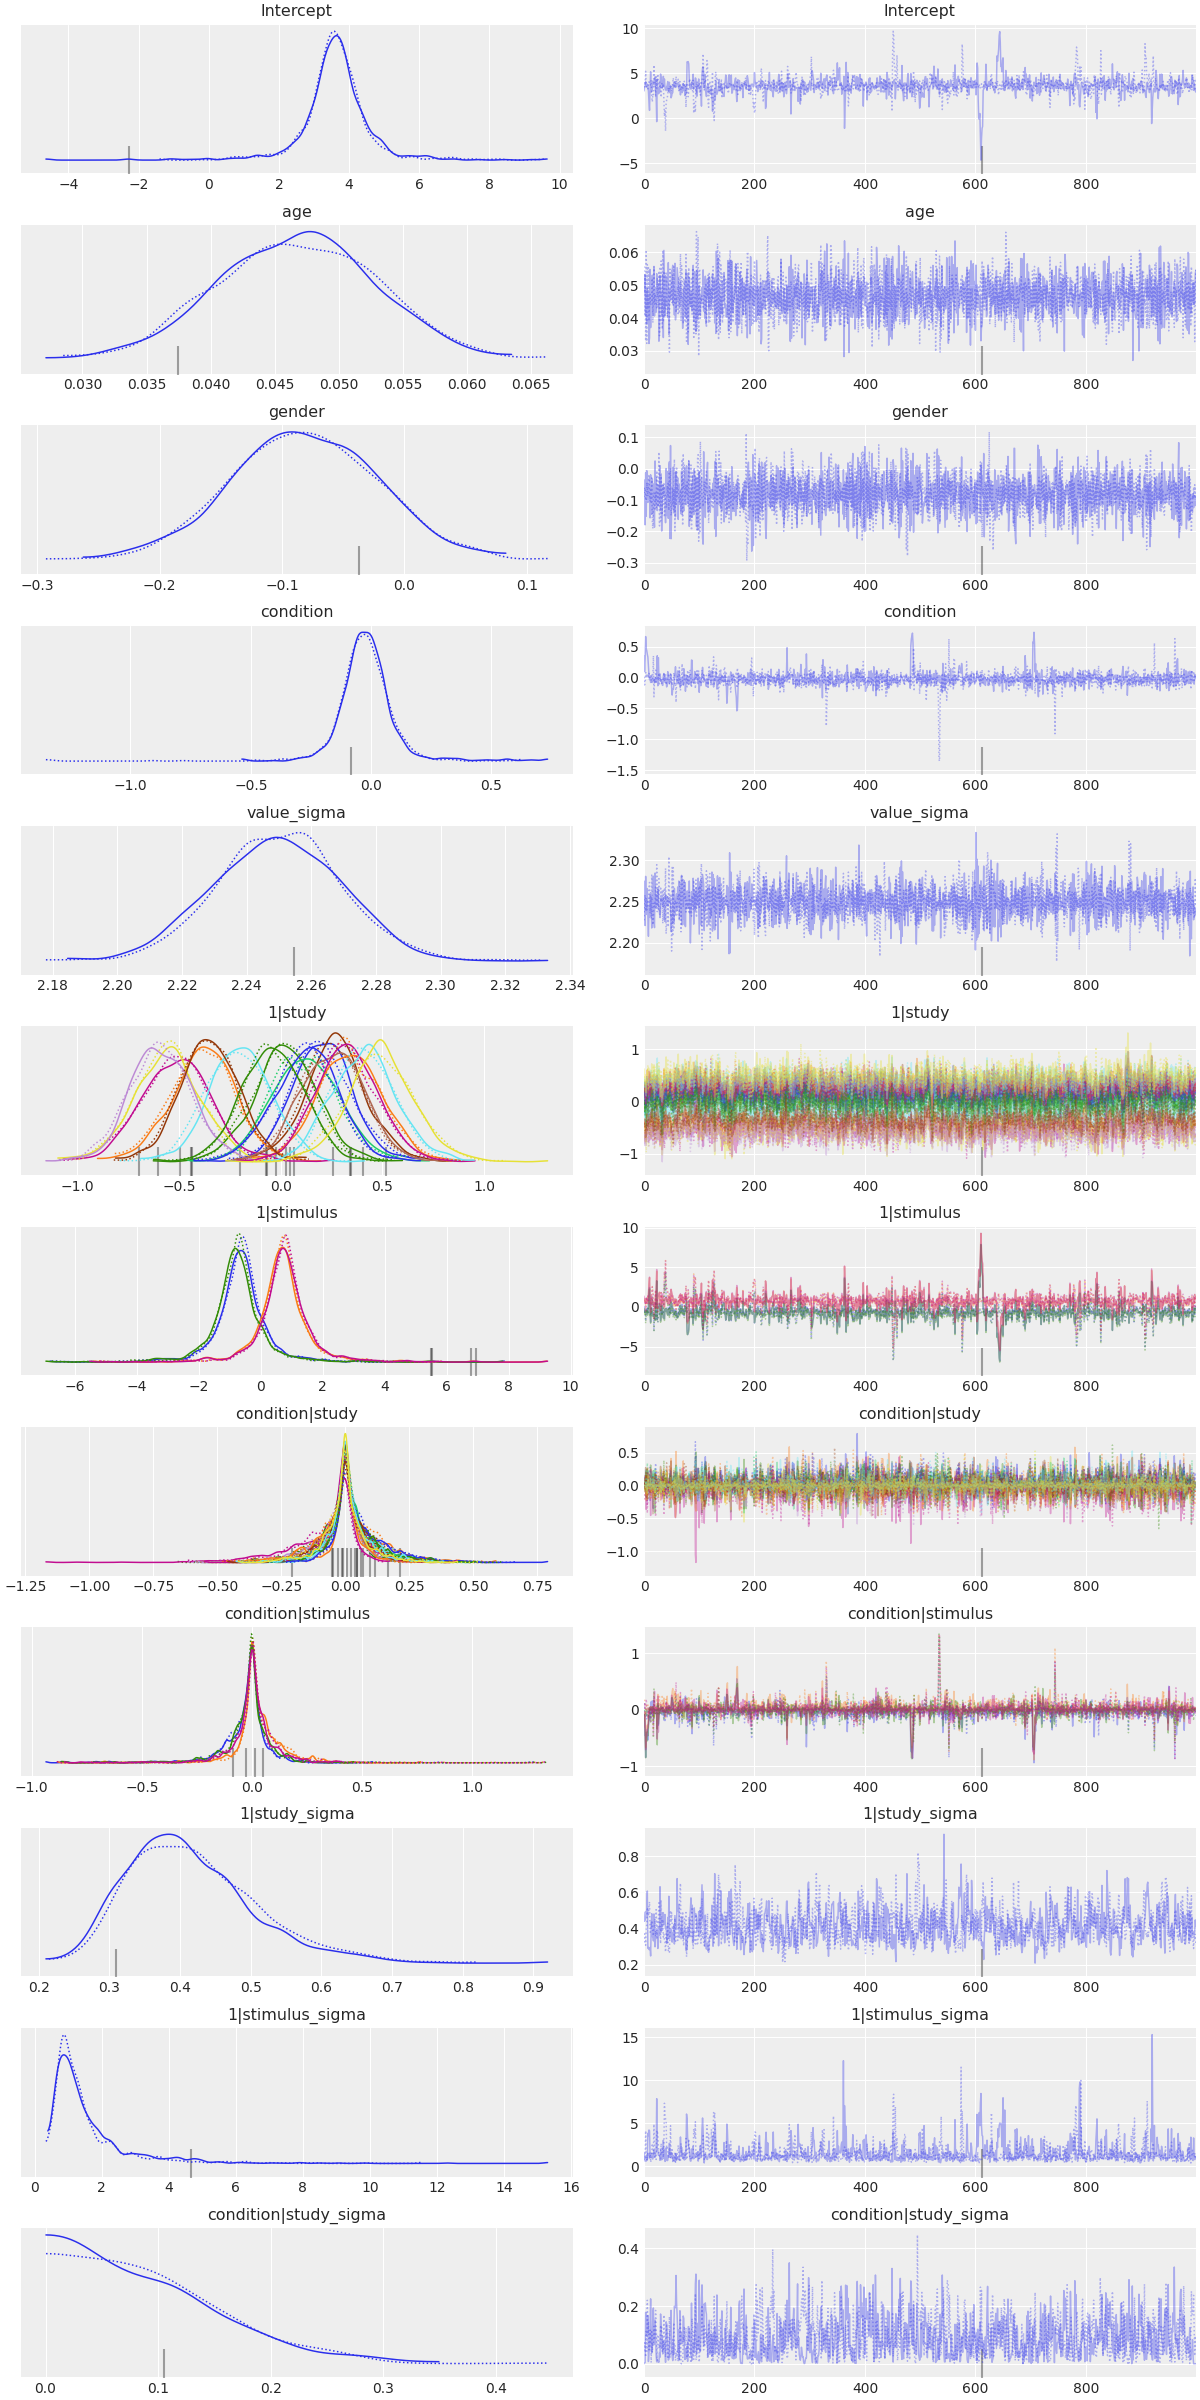 Intercept Intercept
−4 −2 0 2 4 6 8 10
10
5
0
−5
0 200 400 600 800
age age
0.030 0.035 0.040 0.045 0.050 0.055 0.060 0.065
0.06
0.05
0.04
0.03
0 200 400 600 800
gender gender
−0.3 −0.2 −0.1 0.0 0.1
0.1
0.0
−0.1
−0.2
−0.3
0 200 400 600 800
condition condition
−1.0 −0.5 0.0 0.5
0.5
0.0
−0.5
−1.0
−1.5
0 200 400 600 800
value_sigma value_sigma
2.18 2.20 2.22 2.24 2.26 2.28 2.30 2.32 2.34
2.30
2.25
2.20
0 200 400 600 800
1|study 1|study
−1.0 −0.5 0.0 0.5 1.0
1
0
−1
0 200 400 600 800
1|stimulus 1|stimulus
−6 −4 −2 0 2 4 6 8 10
10
5
0
−5
0 200 400 600 800
condition|study condition|study
−1.25 −1.00 −0.75 −0.50 −0.25 0.00 0.25 0.50 0.75
0.5
0.0
−0.5
−1.0
0 200 400 600 800
condition|stimulus condition|stimulus
−1.0 −0.5 0.0 0.5 1.0
1
0
−1
0 200 400 600 800
1|study_sigma 1|study_sigma
0.2 0.3 0.4 0.5 0.6 0.7 0.8 0.9
0.8
0.6
0.4
0.2
0 200 400 600 800
1|stimulus_sigma 1|stimulus_sigma
0 2 4 6 8 10 12 14 16
15
10
5
0
0 200 400 600 800
condition|study_sigma condition|study_sigma
0.0 0.1 0.2 0.3 0.4
0.4
0.2
0.0
0 200 400 600 800